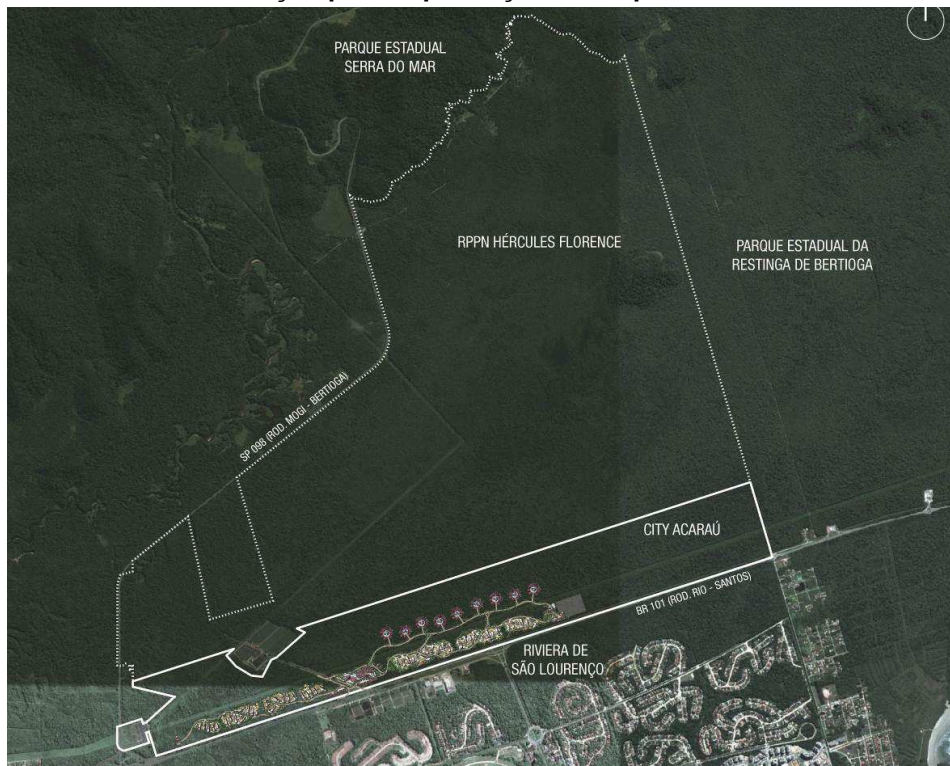 PARQUE ESTADUAL
SERRA DO MAR
RPPN HÉRCULES FLORENCE
PARQUE ESTADUAL DA
RESTINGA DE BERTIOGA
SP 098 (ROD. MOGI - BERTIOGA)
CITY ACARAÚ
BR 101 (ROD. RIO - SANTOS)
RIVIERA DE
SÃO LOURENÇO